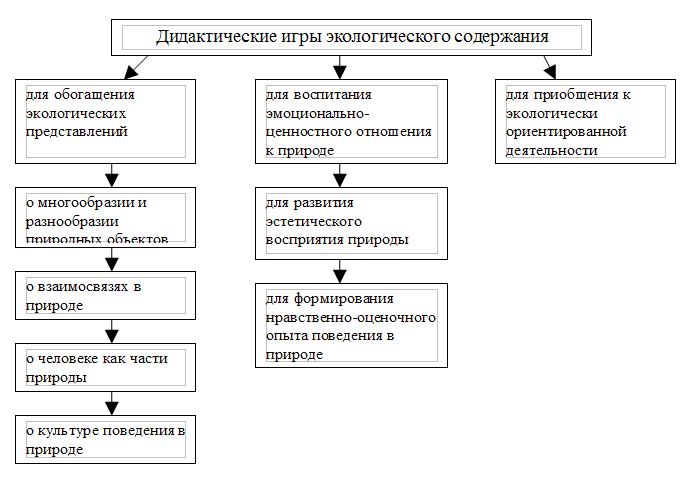 Дидактические игры экологического содержания
для обогащения
экологических
представлений
о многообразии и
разнообразии
природных объектов
о взаимосвязях в
природе
о человеке как части
природы
о культуре поведения в
природе
для воспитания
эмоционально-
ценностного отношения
к природе
для развития
эстетического
восприятия природы
для формирования
нравственно-оценочного
опыта поведения в
природе
для приобщения к
экологически
ориентированной
деятельности